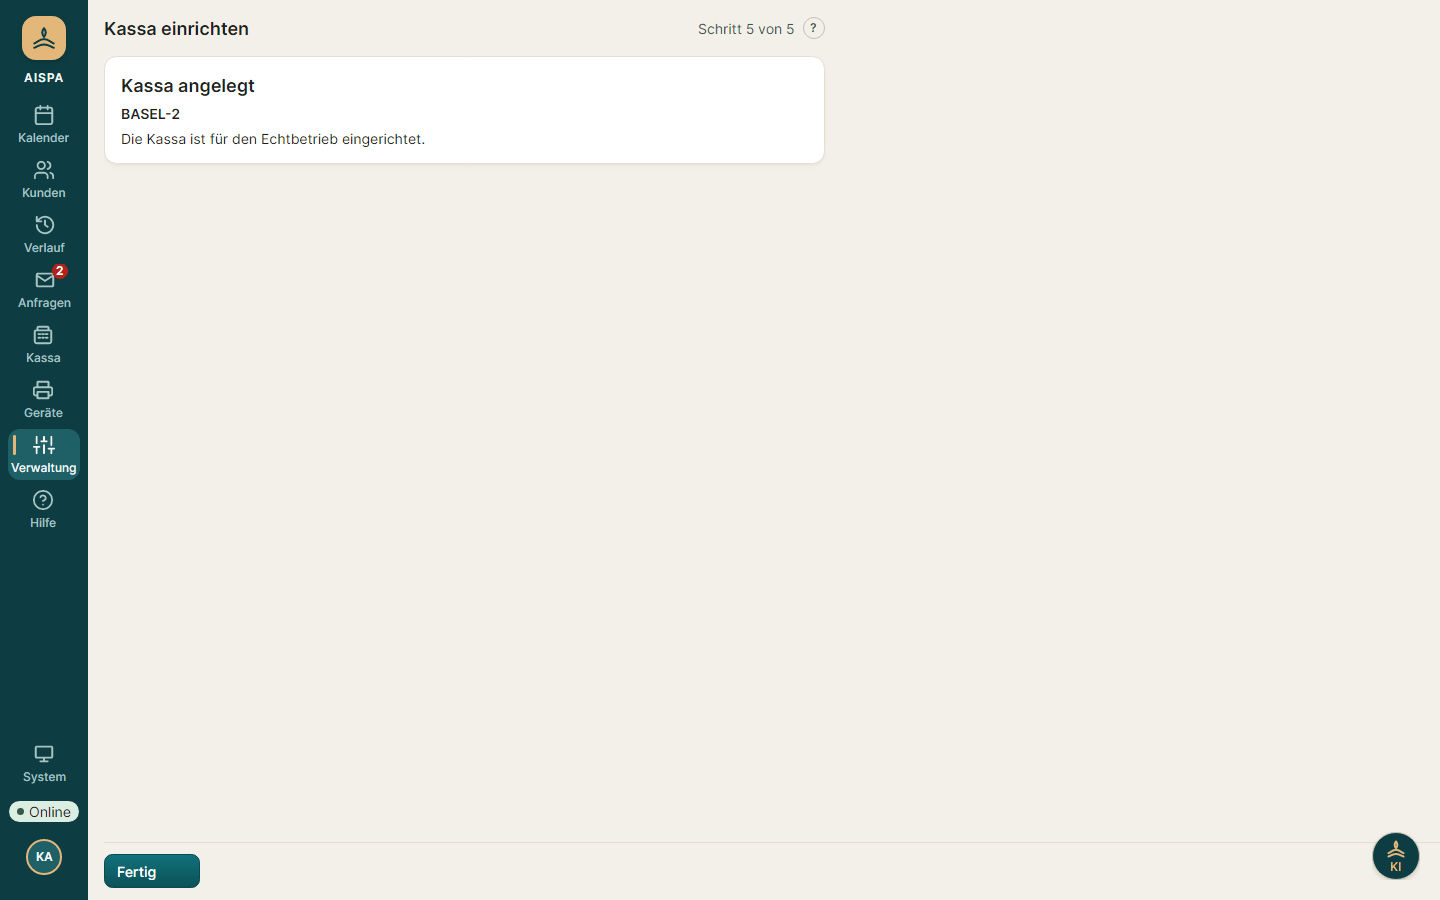 AISPA
Kalender
Kunden
Verlauf
2
Anfragen
Kassa
Geräte
Verwaltung
Hilfe
System
Online
KA
Kassa einrichten
Schritt 5 von 5 ?
Kassa angelegt
BASEL-2
Die Kassa ist für den Echtbetrieb eingerichtet.
Fertig
KI